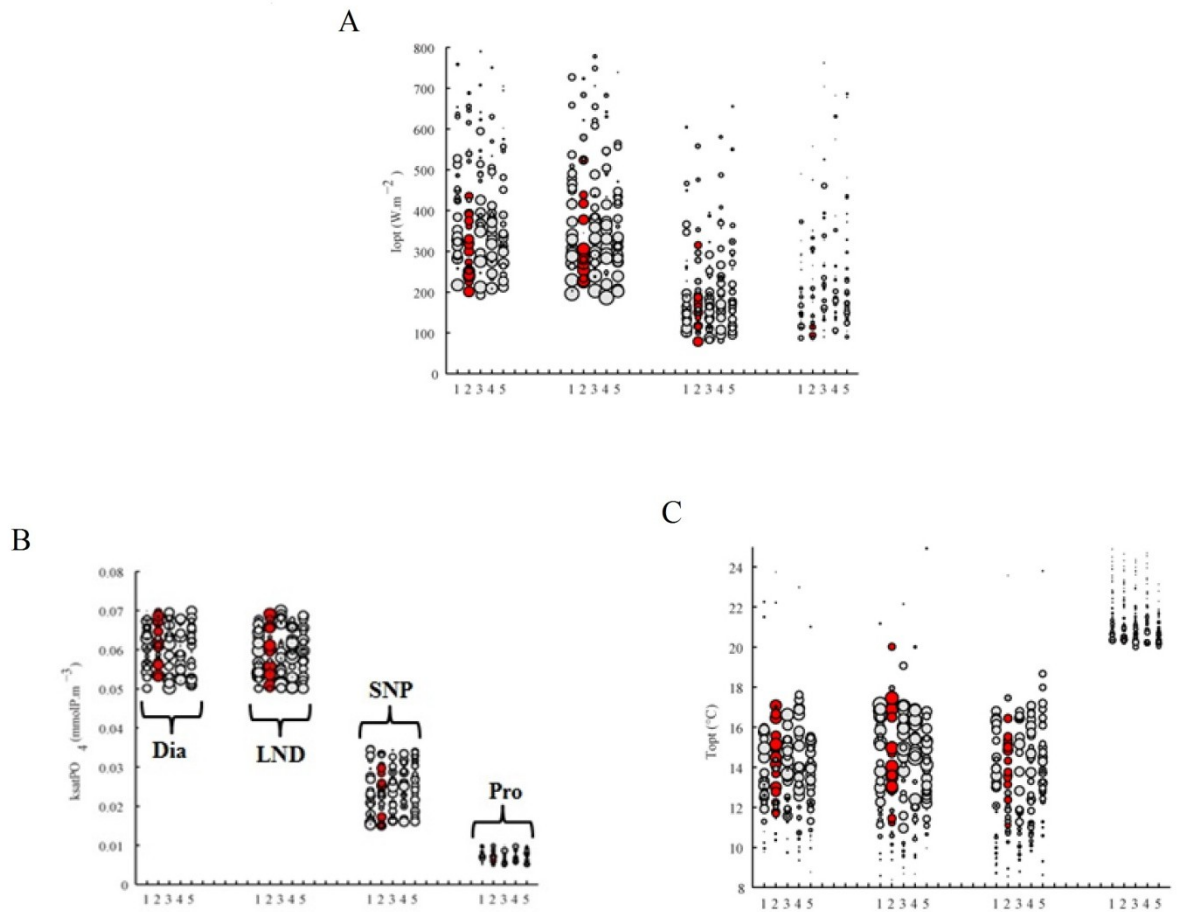 A
800
700
600
500
400
300
200
100
0
Iopt (W.m−2)
1 2 3 4 5 1 2 3 4 5 1 2 3 4 5 1 2 3 4 5
B
0.08
0.07
0.06
0.05
0.04
0.03
0.02
0.01
0
ksatPO4 (mmolP.m−3)
Dia
LND
SNP
Pro
1 2 3 4 5 1 2 3 4 5 1 2 3 4 5 1 2 3 4 5
C
24
22
20
18
16
14
12
10
8
Topt (°C)
1 2 3 4 5 1 2 3 4 5 1 2 3 4 5 1 2 3 4 5